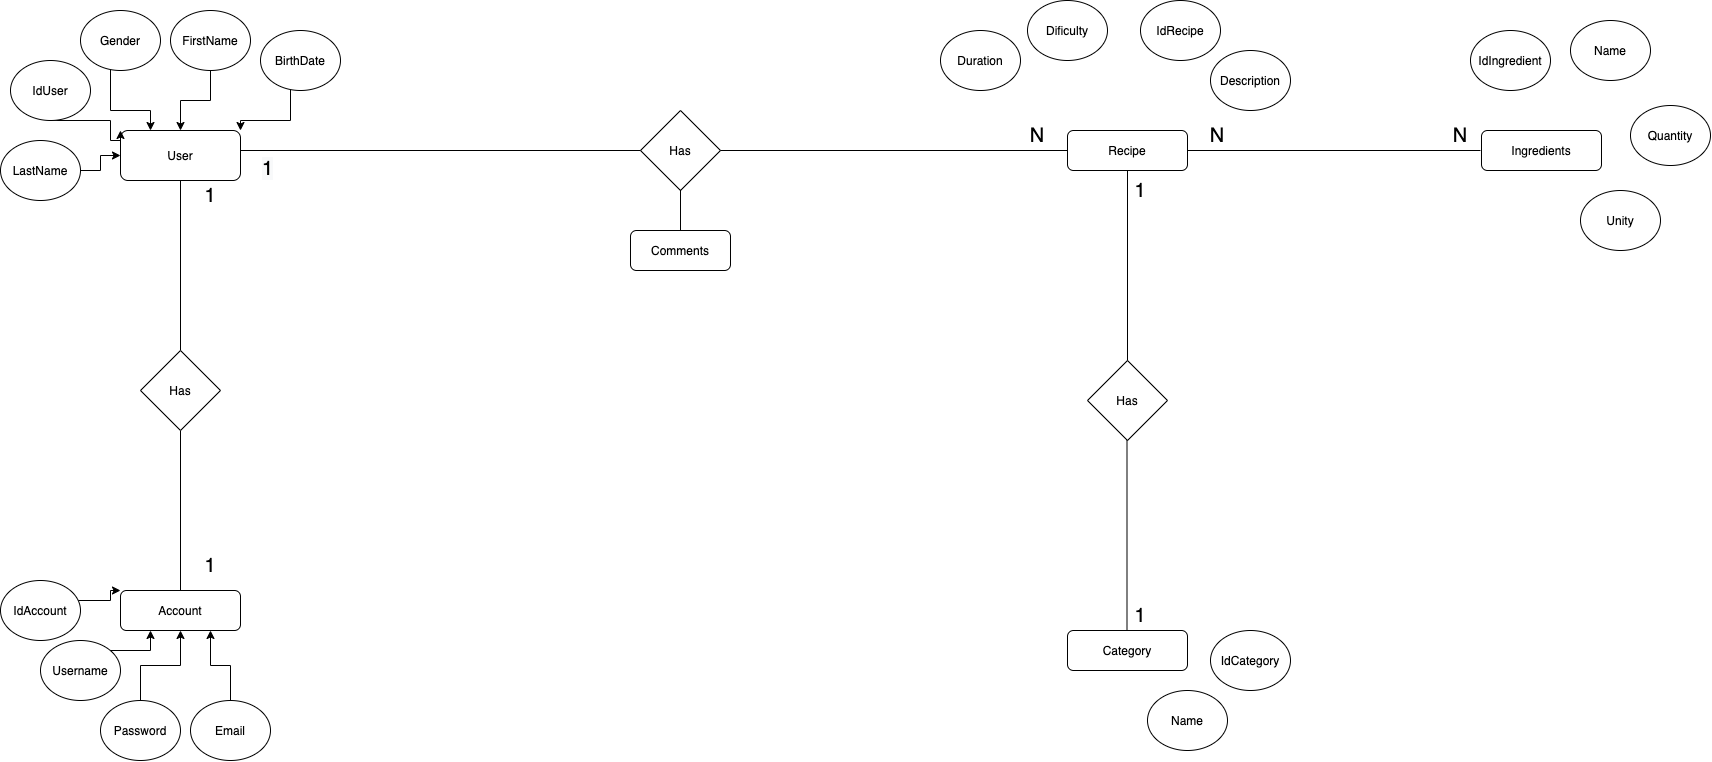 Gender
FirstName
BirthDate
IdUser
LastName
User
1
1
Has
Comments
Duration
Dificulty
IdRecipe
Description
N
Recipe
N
1
N
Ingredients
IdIngredient
Name
Quantity
Unity
Has
1
Account
IdAccount
Username
Password
Email
Has
1
Category
IdCategory
Name